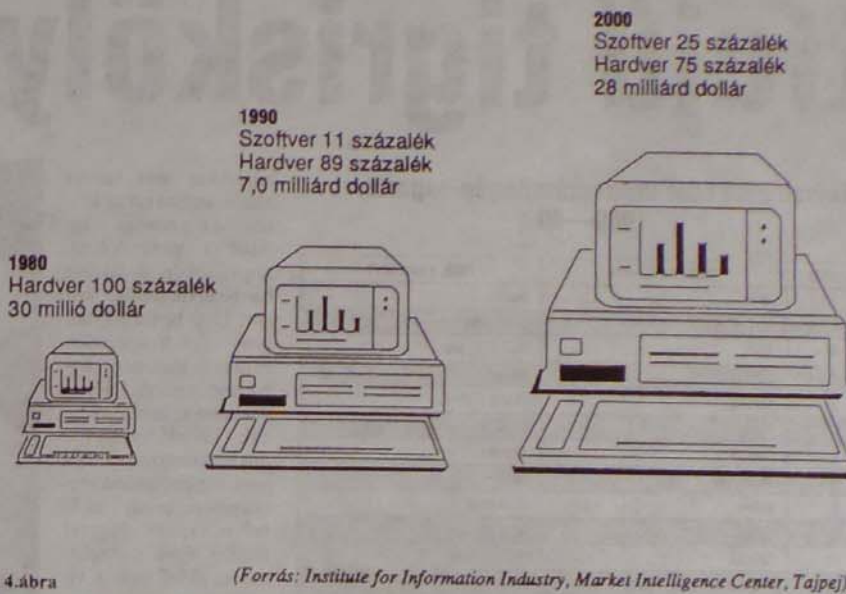 2000
Szoftver 25 százalék
Hardver 75 százalék
28 milliárd dollár
1990
Szoftver 11 százalék
Hardver 89 százalék
7,0 milliárd dollár
1980
Hardver 100 százalék
30 millió dollár
4.ábra
(Forrás: Institute for Information Industry, Market Intelligence Center, Tajpej)